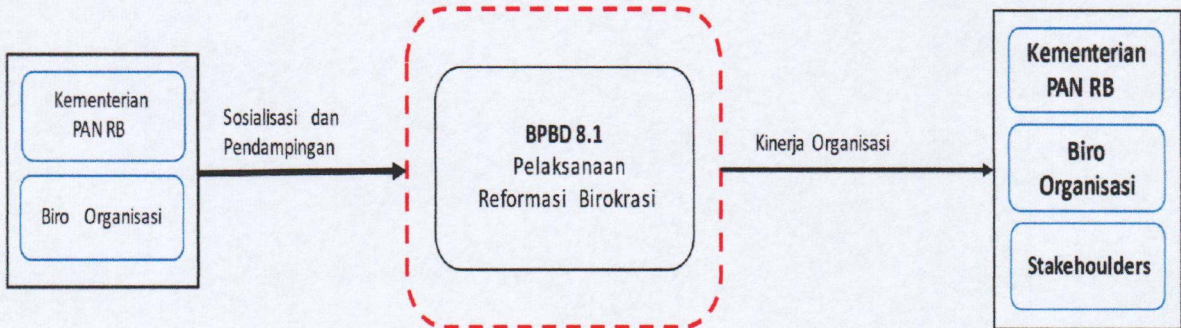 Kementerian
PAN RB
Biro Organisasi
Sosialisasi dan
Pendampingan
BPBD 8.1
Pelaksanaan
Reformasi Birokrasi
Kinerja Organisasi
Kementerian
PAN RB
Biro
Organisasi
Stakehoulders